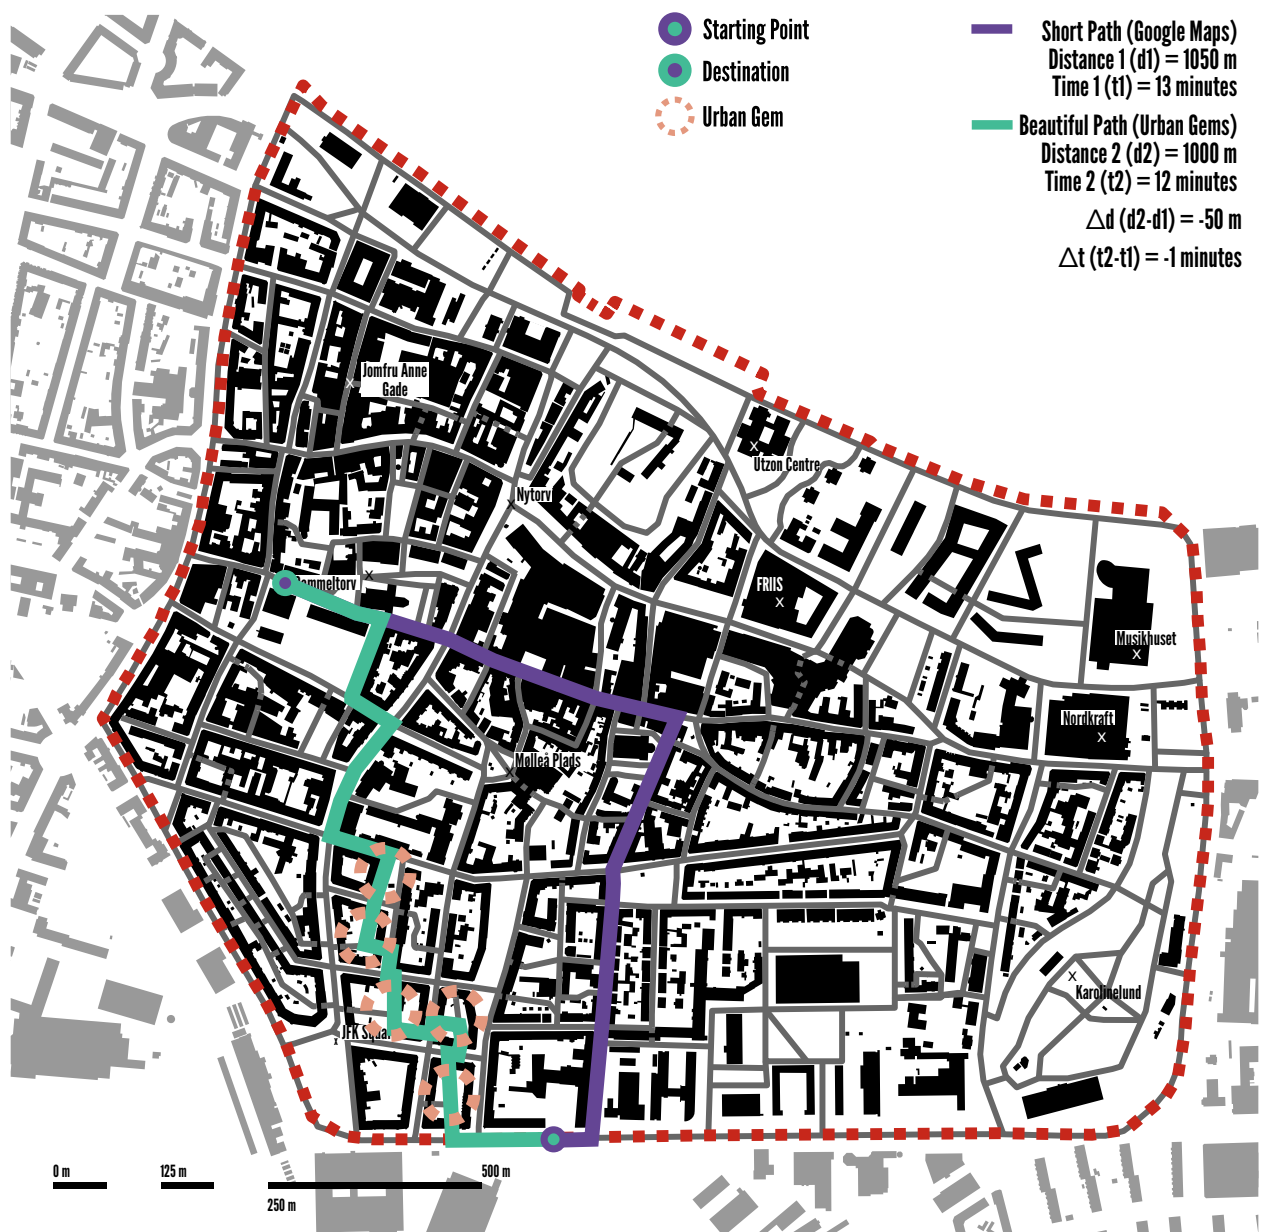 Starting Point
Destination
Urban Gem
Short Path (Google Maps)
Distance 1 (d1) = 1050 m
Time 1 (t1) = 13 minutes
Beautiful Path (Urban Gems)
Distance 2 (d2) = 1000 m
Time 2 (t2) = 12 minutes
△d (d2-d1) = -50 m
△t (t2-t1) = -1 minutes
Jomfru Anne
Gade
x
x
Utzon Centre
Nytorv
x
x
FRIIS
x
Musikhuset
x
Nordkraft
x
Mølleå Plads
x
x
Karolinelund
JFK
x
0 m
125 m
500 m
250 m